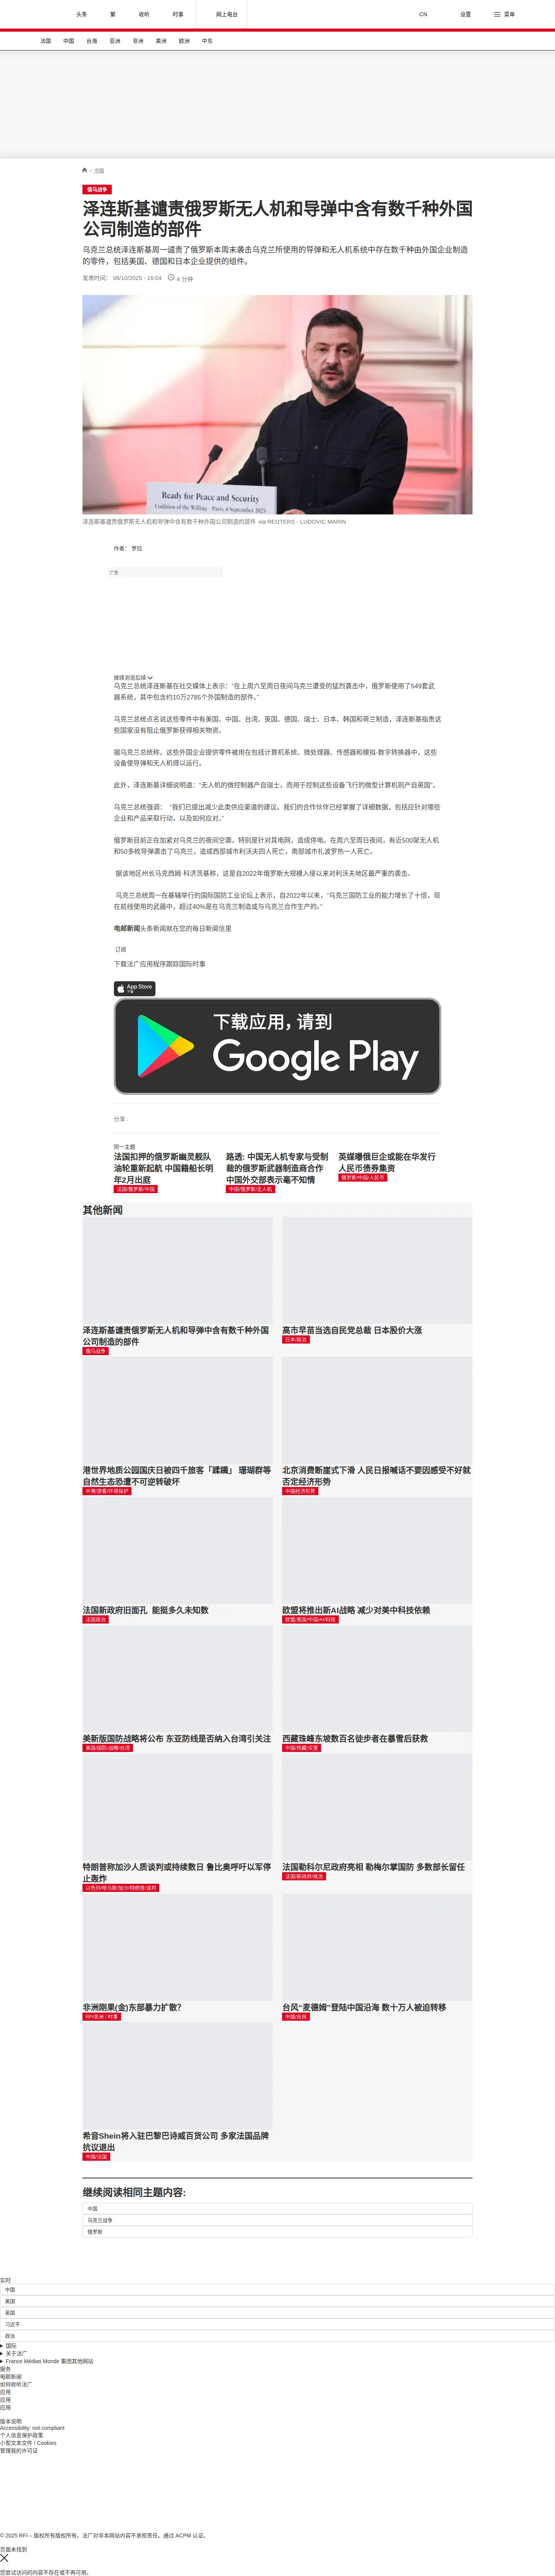 头条
繁
收听
时事
网上电台
CN
设置
菜单
法国
中国
台海
亚洲
非洲
美洲
欧洲
中东
/ 中国
俄乌战争
泽连斯基谴责俄罗斯无人机和导弹中含有数千种外国
公司制造的部件
乌克兰总统泽连斯基周一谴责了俄罗斯本周末袭击乌克兰所使用的导弹和无人机系统中存在数千种由外国企业制造
的零件，包括美国、德国和日本企业提供的组件。
发表时间： 06/10/2025 - 16:04
4 分钟
Ready for Peace and Security
Coalition of the Willing - Paris, 4 September 2025
泽连斯基谴责俄罗斯无人机和导弹中含有数千种外国公司制造的部件 via REUTERS - LUDOVIC MARIN
作者： 罗拉
广告
继续浏览后续
乌克兰总统泽连斯基在社交媒体上表示：“在上周六至周日夜间乌克兰遭受的猛烈袭击中，俄罗斯使用了549套武
器系统，其中包含约10万2785个外国制造的部件。”
乌克兰总统点名说这些零件中有美国、中国、台湾、英国、德国、瑞士、日本、韩国和荷兰制造，泽连斯基指责这
些国家没有阻止俄罗斯获得相关物资。
据乌克兰总统称，这些外国企业提供零件被用在包括计算机系统、微处理器、传感器和模拟-数字转换器中，这些
设备使导弹和无人机得以运行。
此外，泽连斯基详细说明道：“无人机的微控制器产自瑞士，而用于控制这些设备飞行的微型计算机则产自英国”。
乌克兰总统强调： “我们已提出减少此类供应渠道的建议。我们的合作伙伴已经掌握了详细数据，包括应针对哪些
企业和产品采取行动，以及如何应对。”
俄罗斯目前正在加紧对乌克兰的夜间空袭，特别是针对其电网，造成停电。在周六至周日夜间，有近500架无人机
和50多枚导弹袭击了乌克兰，造成西部城市利沃夫四人死亡，南部城市扎波罗热一人死亡。
据该地区州长马克西姆·科济茨基称，这是自2022年俄罗斯大规模入侵以来对利沃夫地区最严重的袭击。
乌克兰总统周一在基辅举行的国际国防工业论坛上表示，自2022年以来，“乌克兰国防工业的能力增长了十倍，现
在前线使用的武器中，超过40%是在乌克兰制造或与乌克兰合作生产的。”
电邮新闻头条新闻就在您的每日新闻信里
订阅
下载法广应用程序跟踪国际时事
App Store
下载
下载应用，请到
Google Play
分享 :
同一主题
法国扣押的俄罗斯幽灵舰队
油轮重新起航 中国籍船长明
年2月出庭
法国/俄罗斯/中国
路透: 中国无人机专家与受制
裁的俄罗斯武器制造商合作
中国外交部表示毫不知情
中国/俄罗斯/无人机
英媒曝俄巨企或能在华发行
人民币债券集资
俄罗斯/中国/人民币
其他新闻
泽连斯基谴责俄罗斯无人机和导弹中含有数千种外国
公司制造的部件
俄乌战争
高市早苗当选自民党总裁 日本股价大涨
日本/政治
港世界地质公园国庆日被四千旅客「蹂躏」 珊瑚群等
自然生态恐遭不可逆转破坏
中港/游客/环境保护
北京消费断崖式下滑 人民日报喊话不要因感受不好就
否定经济形势
中国经济形势
法国新政府旧面孔 能挺多久未知数
法国政治
欧盟将推出新AI战略 减少对美中科技依赖
欧盟/美国/中国/AI/科技
美新版国防战略将公布 东亚防线是否纳入台湾引关注
美国/国防/战略/台湾
西藏珠峰东坡数百名徒步者在暴雪后获救
中国/西藏/灾害
特朗普称加沙人质谈判或持续数日 鲁比奥呼吁以军停
止轰炸
以色列/哈马斯/加沙/特朗普/谈判
法国勒科尔尼政府亮相 勒梅尔掌国防 多数部长留任
法国/新政府/政治
非洲刚果(金)东部暴力扩散？
RFI非洲 / 时事
台风“麦德姆”登陆中国沿海 数十万人被迫转移
中国/台风
希音Shein将入驻巴黎巴诗威百货公司 多家法国品牌
抗议退出
中国/法国
继续阅读相同主题内容:
中国
乌克兰战争
俄罗斯
实时
中国
美国
英国
习近平
政治
国际
关于法广
France Médias Monde 集团其他网站
服务
电邮新闻
如何收听法广
应用
应用
应用
版本说明
Accessibility: not compliant
个人信息保护政策
小型文本文件 / Cookies
管理我的许可证
© 2025 RFI – 版权所有版权所有。法广对非本网站内容不承担责任。通过 ACPM 认证。
页面未找到
您尝试访问的内容不存在或不再可用。